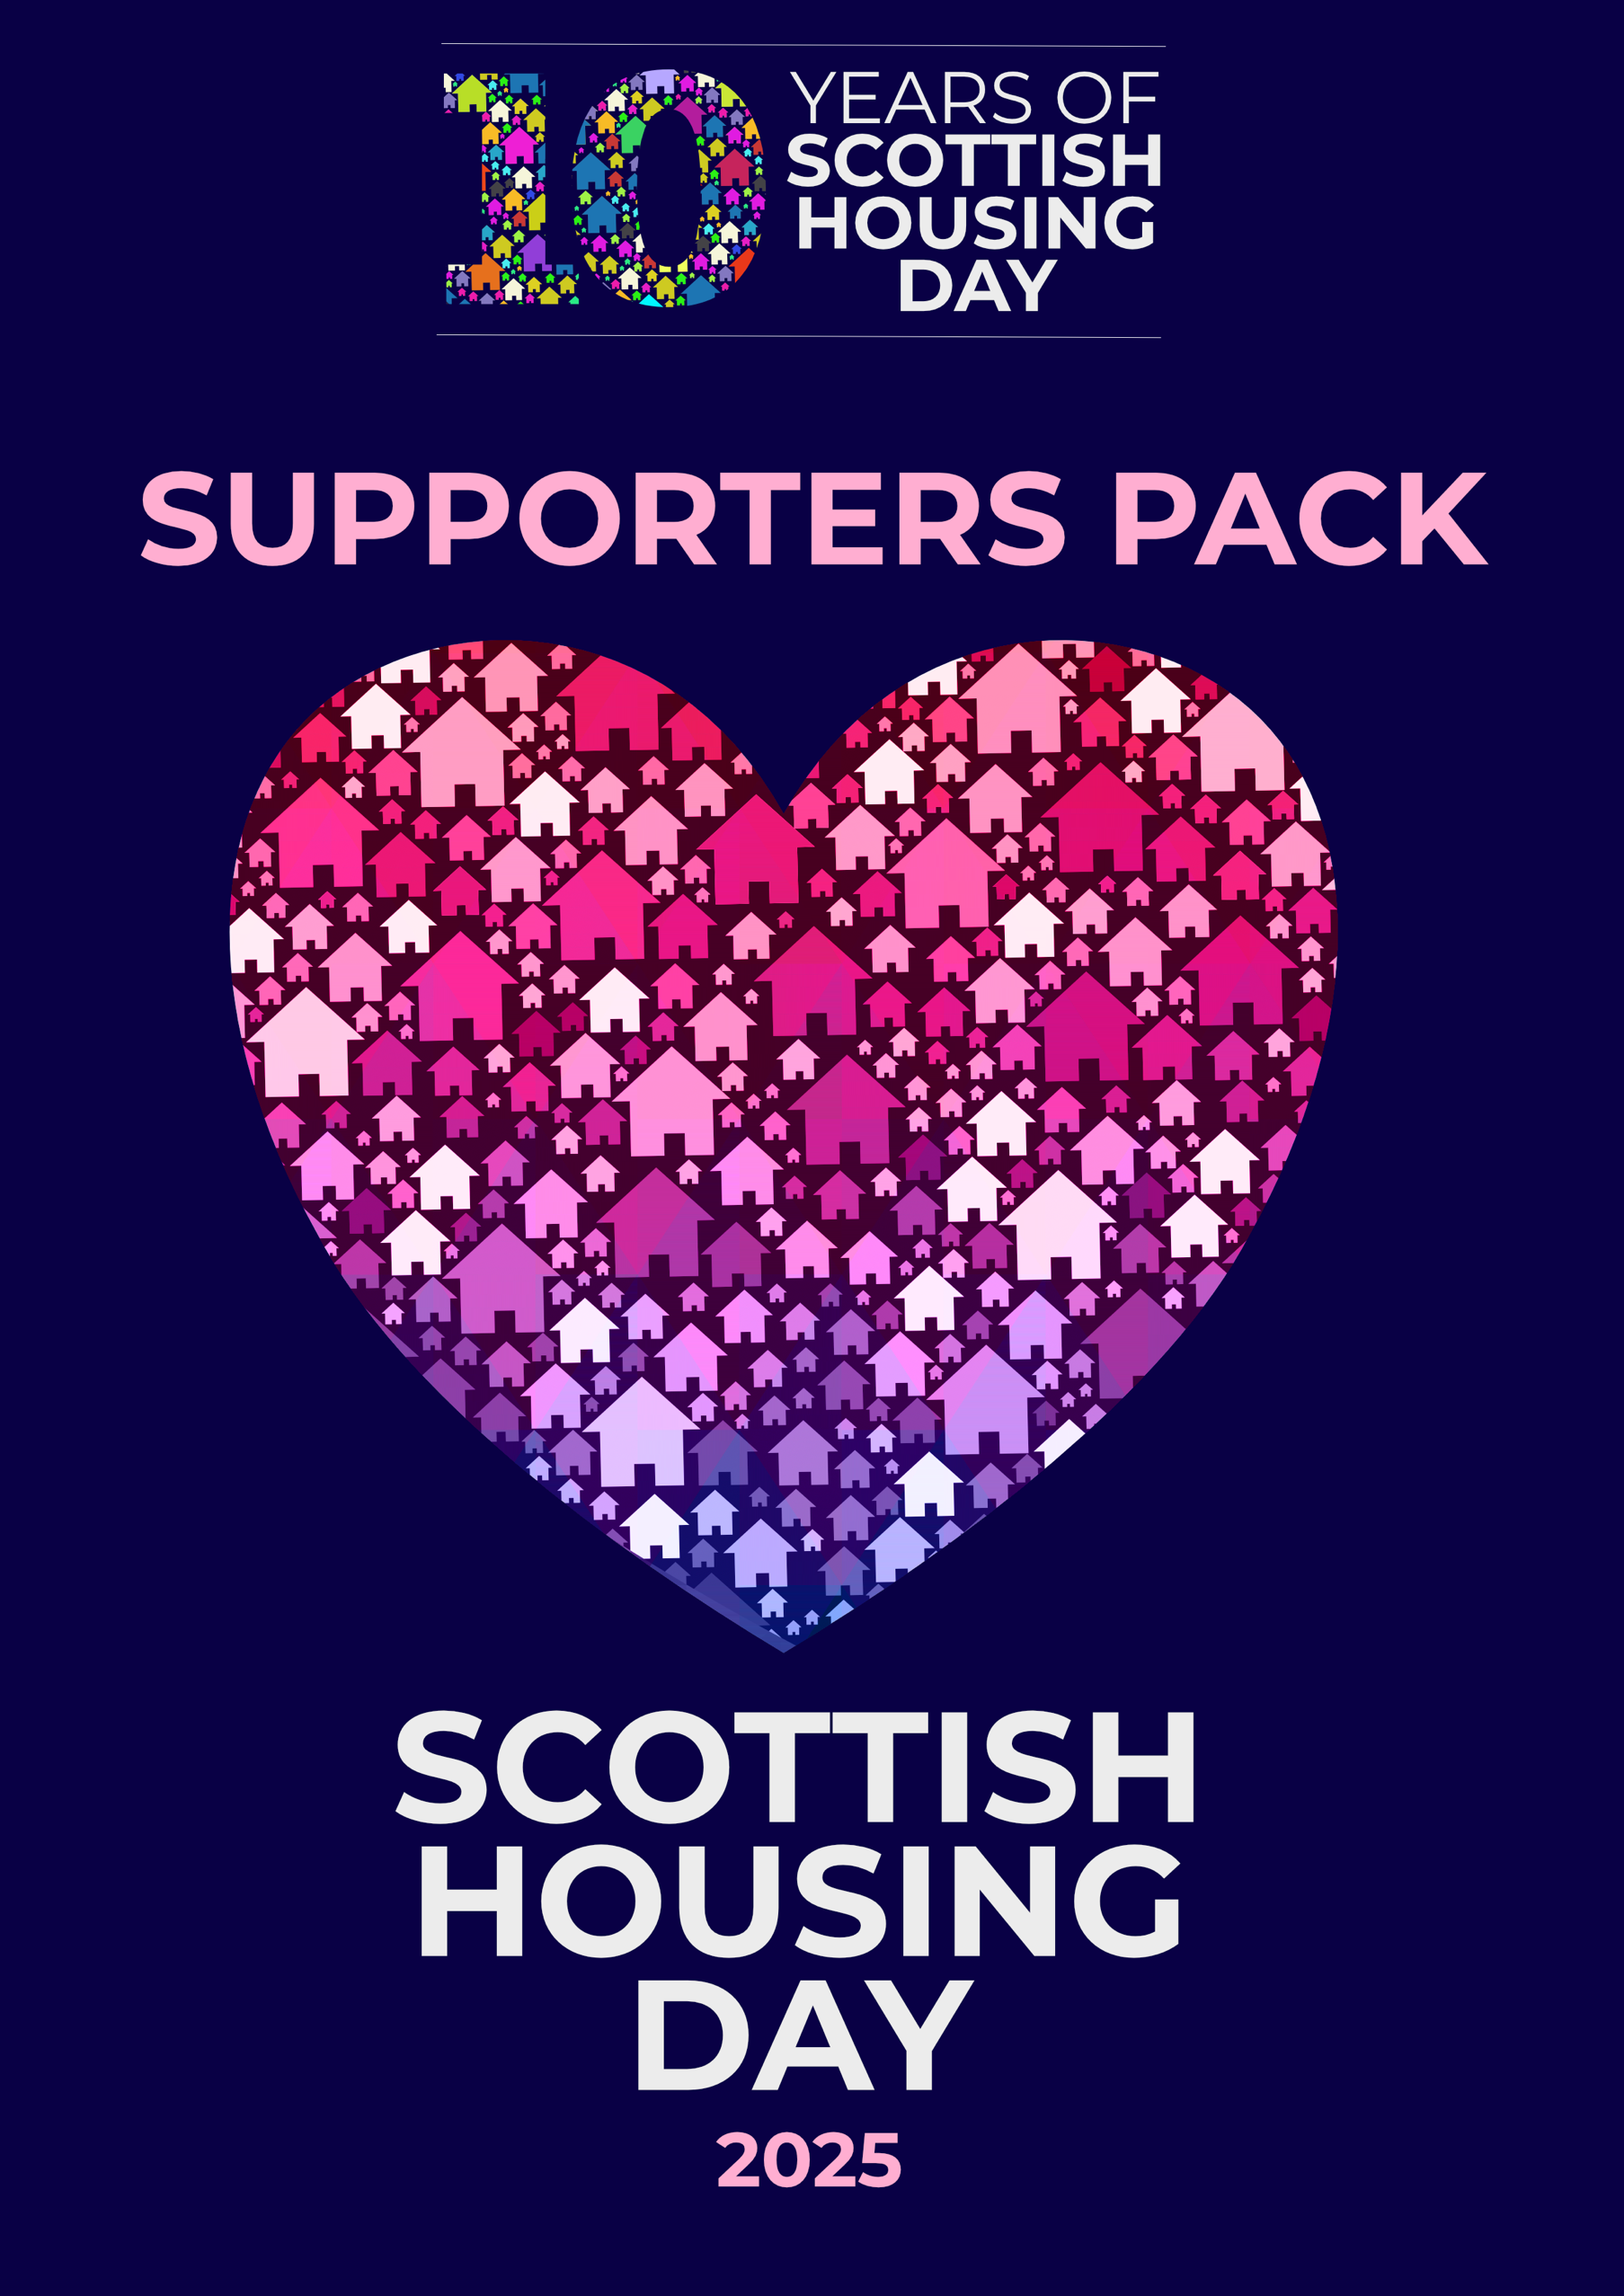 10 YEARS OF
SCOTTISH
HOUSING
DAY
SUPPORTERS PACK
SCOTTISH
HOUSING
DAY
2025